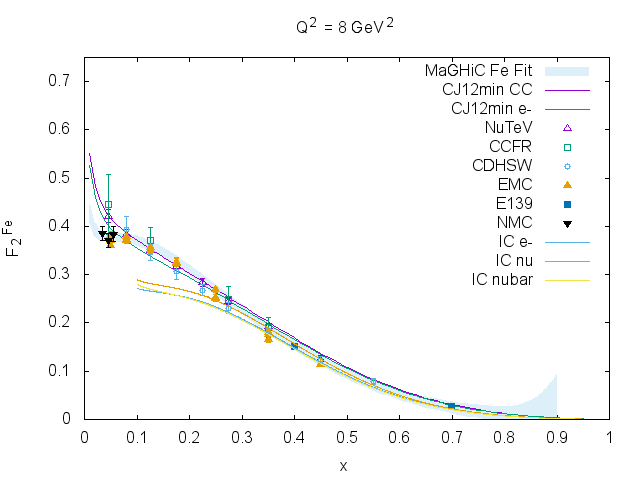 Q² = 8 GeV²
0.7
0.6
0.5
0.4
0.3
0.2
0.1
0
F₂ Fe
MaGHiC Fe Fit
CJ12min CC
CJ12min e-
NuTeV
CCFR
CDHSW
EMC
E139
NMC
IC e-
IC nu
IC nubar
0 0.1 0.2 0.3 0.4 0.5 0.6 0.7 0.8 0.9 1
x